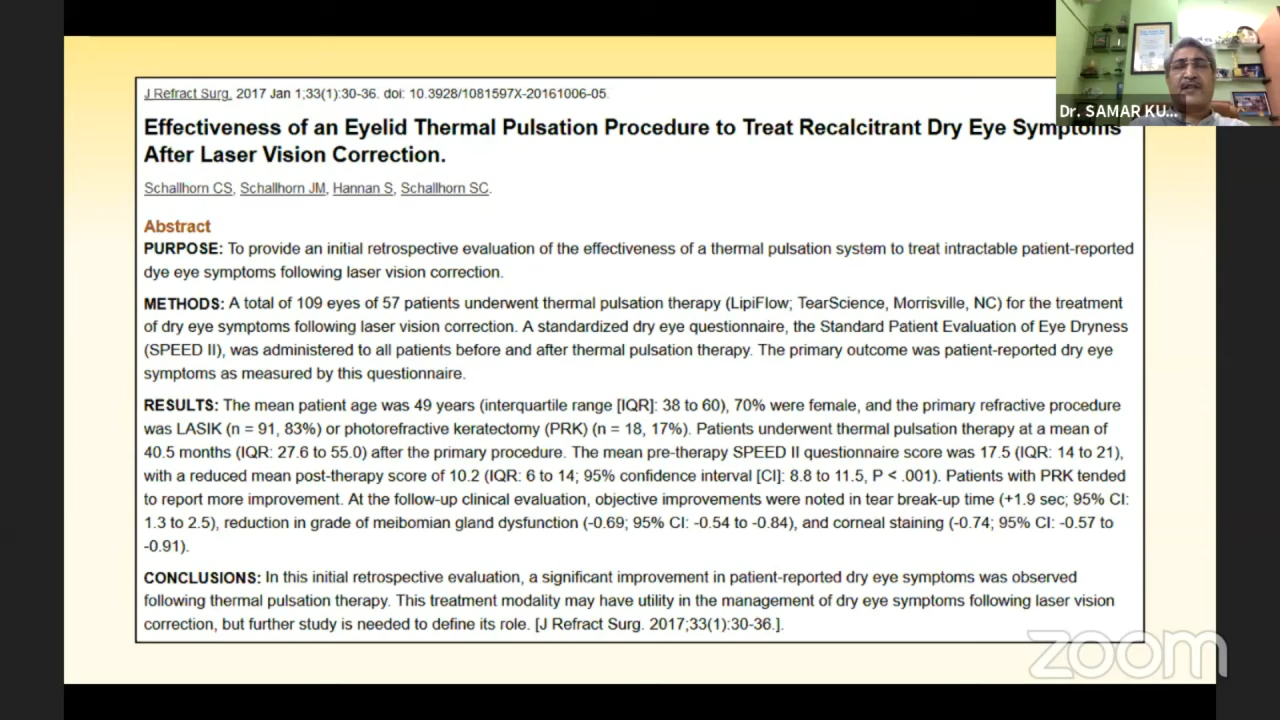 J Refract Surg. 2017 Jan 1;33(1):30-36. doi: 10.3928/1081597X-20161006-05.
Effectiveness of an Eyelid Thermal Pulsation Procedure to Treat Recalcitrant Dry Eye Symptoms
After Laser Vision Correction.
Schallhorn CS, Schallhorn JM, Hannan S, Schallhorn SC.
Abstract
PURPOSE: To provide an initial retrospective evaluation of the effectiveness of a thermal pulsation system to treat intractable patient-reported
dye eye symptoms following laser vision correction.
METHODS: A total of 109 eyes of 57 patients underwent thermal pulsation therapy (LipiFlow; TearScience, Morrisville, NC) for the treatment
of dry eye symptoms following laser vision correction. A standardized dry eye questionnaire, the Standard Patient Evaluation of Eye Dryness
(SPEED II), was administered to all patients before and after thermal pulsation therapy. The primary outcome was patient-reported dry eye
symptoms as measured by this questionnaire.
RESULTS: The mean patient age was 49 years (interquartile range [IQR]: 38 to 60), 70% were female, and the primary refractive procedure
was LASIK (n = 91, 83%) or photorefractive keratectomy (PRK) (n = 18, 17%). Patients underwent thermal pulsation therapy at a mean of
40.5 months (IQR: 27.6 to 55.0) after the primary procedure. The mean pre-therapy SPEED II questionnaire score was 17.5 (IQR: 14 to 21),
with a reduced mean post-therapy score of 10.2 (IQR: 6 to 14; 95% confidence interval [CI]: 8.8 to 11.5, P < .001). Patients with PRK tended
to report more improvement. At the follow-up clinical evaluation, objective improvements were noted in tear break-up time (+1.9 sec; 95% CI:
1.3 to 2.5), reduction in grade of meibomian gland dysfunction (-0.69; 95% CI: -0.54 to -0.84), and corneal staining (-0.74; 95% CI: -0.57 to
-0.91).
CONCLUSIONS: In this initial retrospective evaluation, a significant improvement in patient-reported dry eye symptoms was observed
following thermal pulsation therapy. This treatment modality may have utility in the management of dry eye symptoms following laser vision
correction, but further study is needed to define its role. [J Refract Surg. 2017;33(1):30-36.].
Dr. SAMAR KU...
zoom